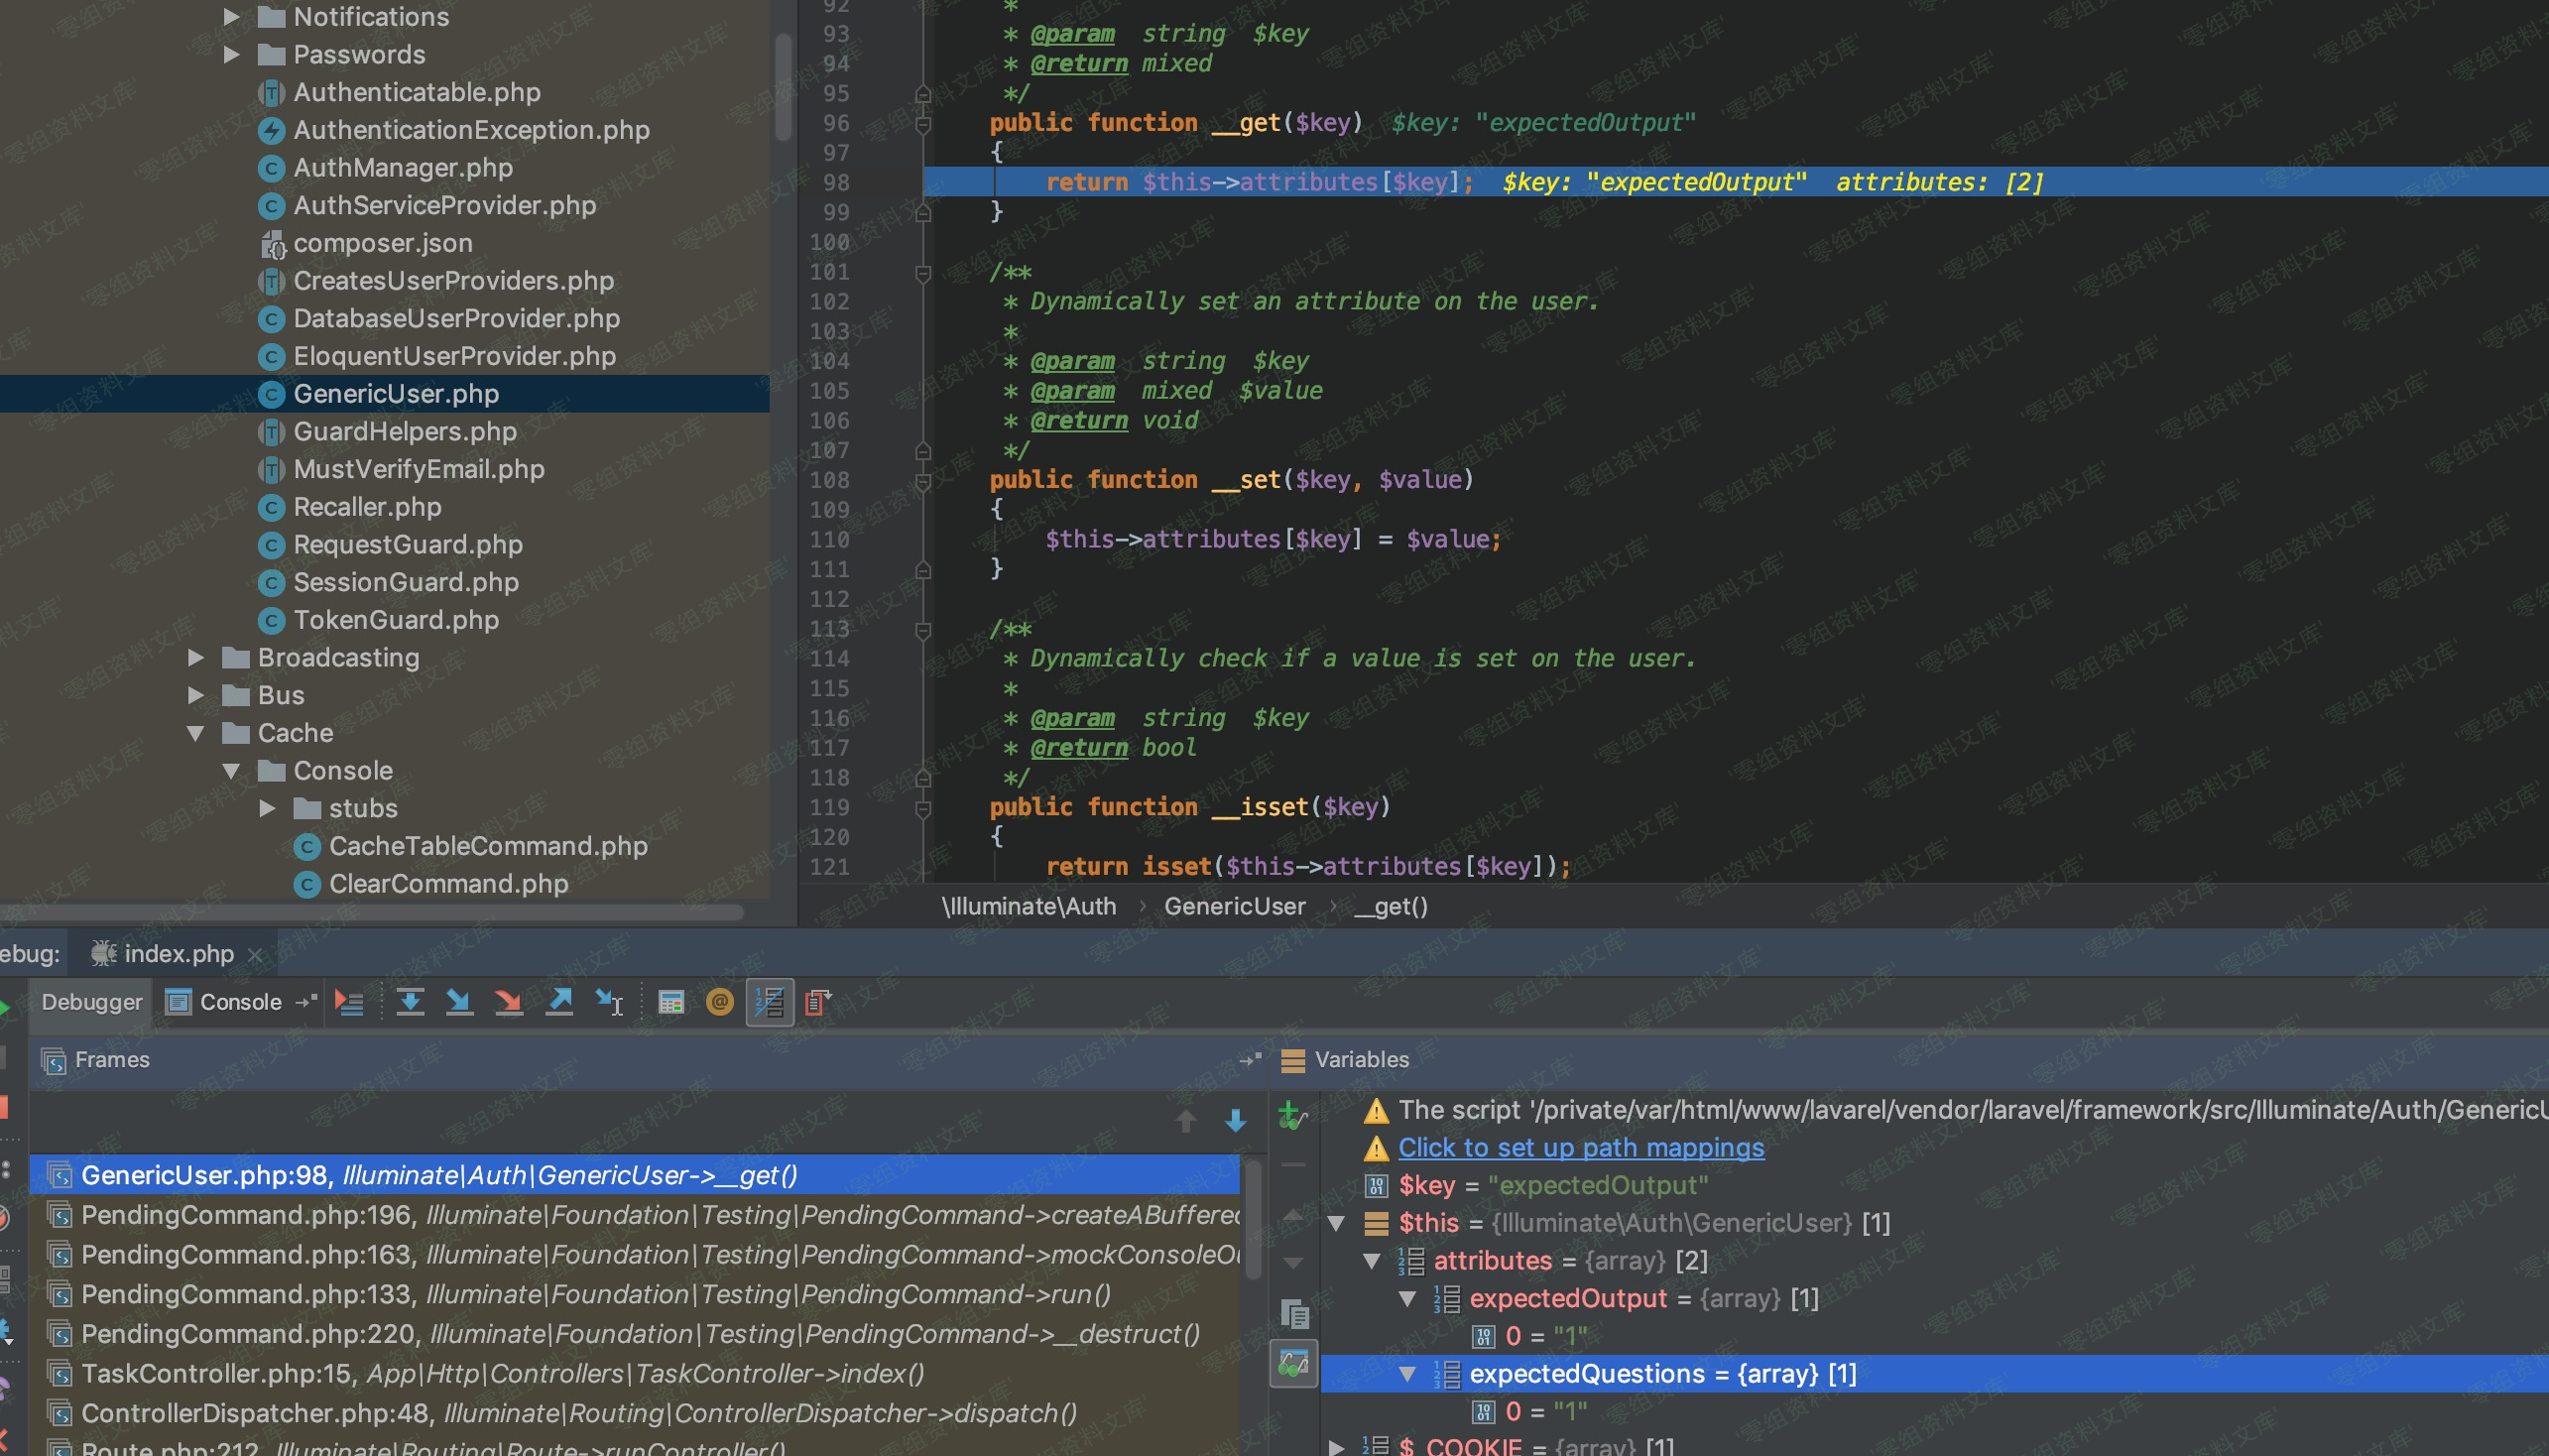 Notifications
Passwords
Authenticatable.php
AuthenticationException.php
AuthManager.php
AuthServiceProvider.php
composer.json
CreatesUserProviders.php
DatabaseUserProvider.php
EloquentUserProvider.php
GenericUser.php
GuardHelpers.php
MustVerifyEmail.php
Recaller.php
RequestGuard.php
SessionGuard.php
TokenGuard.php
Broadcasting
Bus
Cache
Console
stubs
CacheTableCommand.php
ClearCommand.php
92 *
93 * @param string $key
94 * @return mixed
95 */
96 public function __get($key) $key: "expectedOutput"
97 {
98 return $this->attributes[$key]; $key: "expectedOutput" attributes: [2]
99 }
100
101 /**
102 * Dynamically set an attribute on the user.
103 *
104 * @param string $key
105 * @param mixed $value
106 * @return void
107 */
108 public function __set($key, $value)
109 {
110 $this->attributes[$key] = $value;
111 }
112
113 /**
114 * Dynamically check if a value is set on the user.
115 *
116 * @param string $key
117 * @return bool
118 */
119 public function __isset($key)
120 {
121 return isset($this->attributes[$key]);
\Illuminate\Auth › GenericUser › __get()
ebug: index.php ×
Debugger Console
Frames
GenericUser.php:98, Illuminate\Auth\GenericUser->__get()
PendingCommand.php:196, Illuminate\Foundation\Testing\PendingCommand->createABuffered
PendingCommand.php:163, Illuminate\Foundation\Testing\PendingCommand->mockConsoleOu
PendingCommand.php:133, Illuminate\Foundation\Testing\PendingCommand->run()
PendingCommand.php:220, Illuminate\Foundation\Testing\PendingCommand->__destruct()
TaskController.php:15, App\Http\Controllers\TaskController->index()
ControllerDispatcher.php:48, Illuminate\Routing\ControllerDispatcher->dispatch()
Route.php:212, Illuminate\Routing\Route->runController()
Variables
The script '/private/var/html/www/lavarel/vendor/laravel/framework/src/Illuminate/Auth/GenericU
Click to set up path mappings
$key = "expectedOutput"
$this = {Illuminate\Auth\GenericUser} [1]
attributes = {array} [2]
expectedOutput = {array} [1]
0 = "1"
expectedQuestions = {array} [1]
0 = "1"
$_COOKIE = {array} [1]
'零组资料文库'